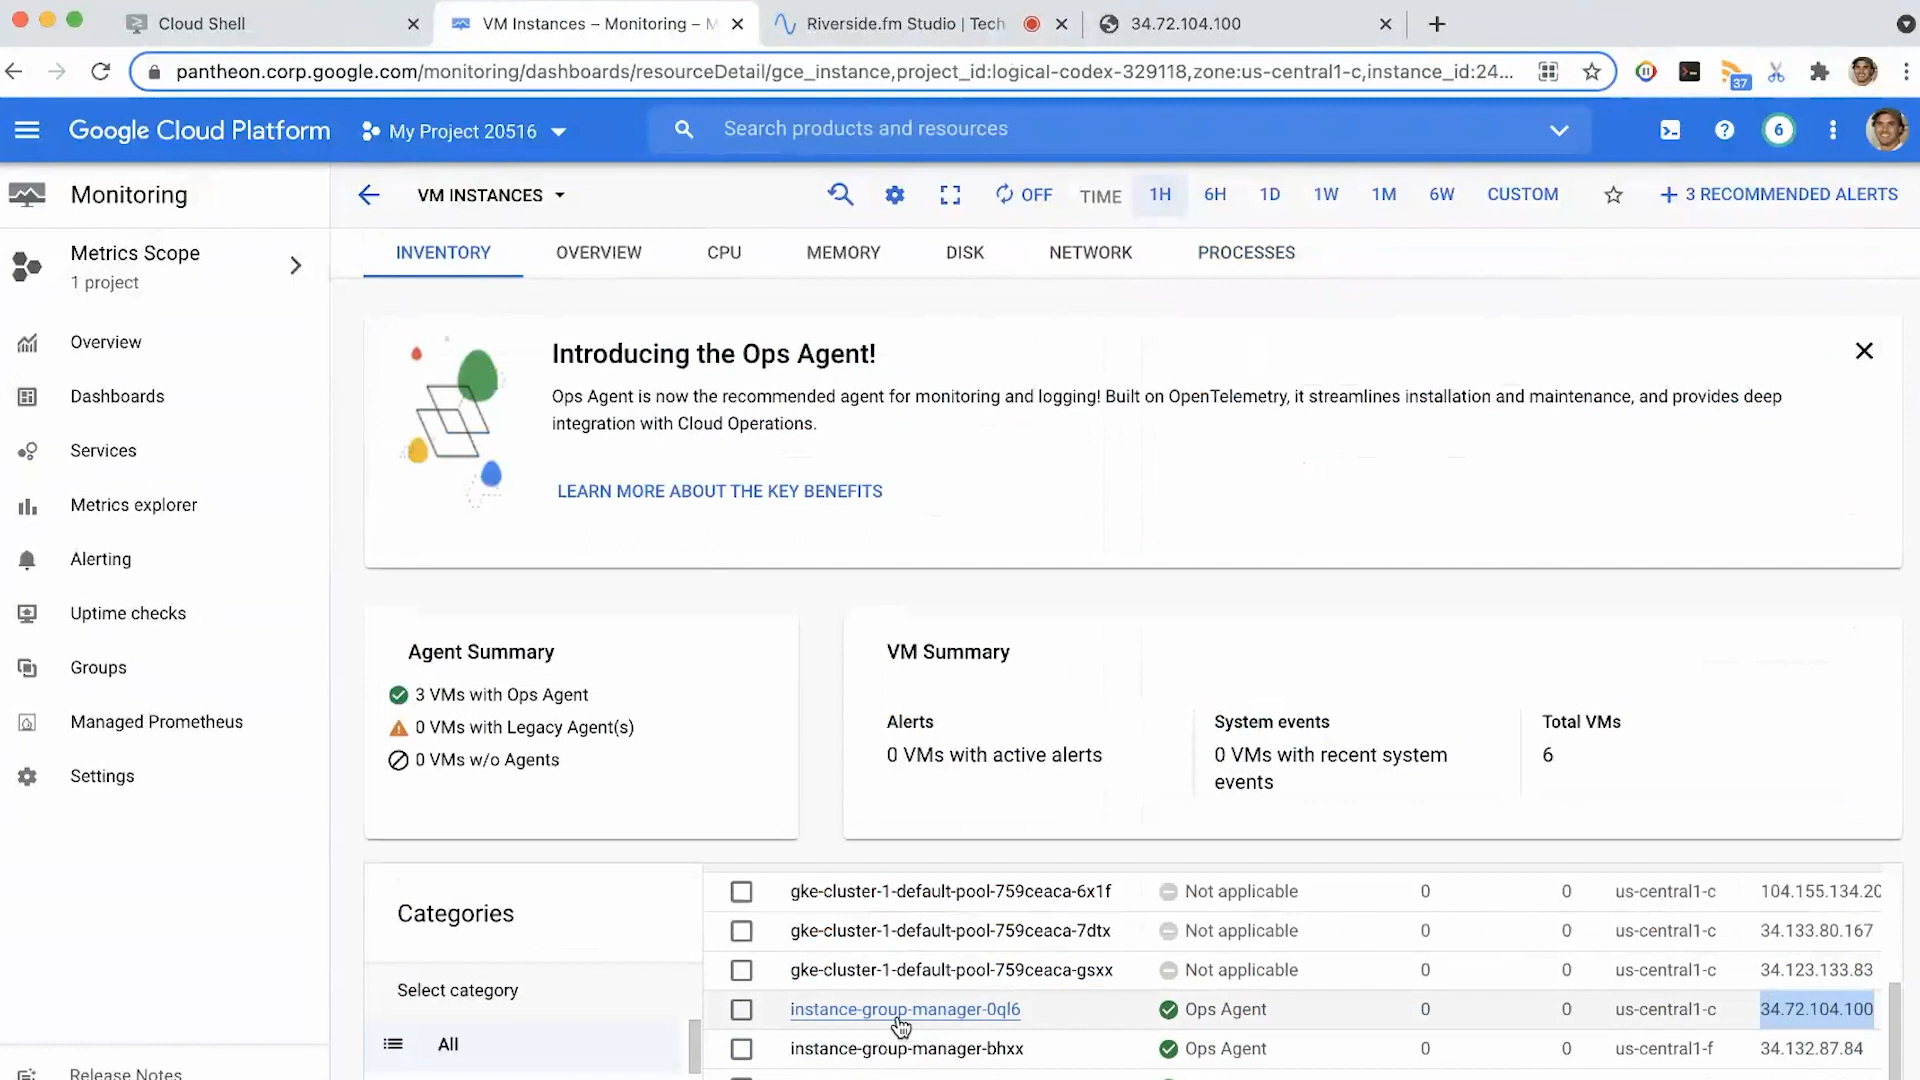 Cloud Shell
VM Instances – Monitoring – M
Riverside.fm Studio | Tech
34.72.104.100
pantheon.corp.google.com/monitoring/dashboards/resourceDetail/gce_instance,project_id:logical-codex-329118,zone:us-central1-c,instance_id:24...
37
Google Cloud Platform
My Project 20516
Search products and resources
6
Monitoring
VM INSTANCES
OFF
TIME
1H
6H
1D
1W
1M
6W
CUSTOM
3 RECOMMENDED ALERTS
Metrics Scope
1 project
INVENTORY
OVERVIEW
CPU
MEMORY
DISK
NETWORK
PROCESSES
Overview
Dashboards
Services
Metrics explorer
Alerting
Uptime checks
Groups
Managed Prometheus
Settings
Release Notes
Introducing the Ops Agent!
Ops Agent is now the recommended agent for monitoring and logging! Built on OpenTelemetry, it streamlines installation and maintenance, and provides deep
integration with Cloud Operations.
LEARN MORE ABOUT THE KEY BENEFITS
Agent Summary
3 VMs with Ops Agent
0 VMs with Legacy Agent(s)
0 VMs w/o Agents
VM Summary
Alerts
0 VMs with active alerts
System events
0 VMs with recent system
events
Total VMs
6
Categories
Select category
All
gke-cluster-1-default-pool-759ceaca-6x1f Not applicable 0 0 us-central1-c 104.155.134.20
gke-cluster-1-default-pool-759ceaca-7dtx Not applicable 0 0 us-central1-c 34.133.80.167
gke-cluster-1-default-pool-759ceaca-gsxx Not applicable 0 0 us-central1-c 34.123.133.83
instance-group-manager-0ql6 Ops Agent 0 0 us-central1-c 34.72.104.100
instance-group-manager-bhxx Ops Agent 0 0 us-central1-f 34.132.87.84